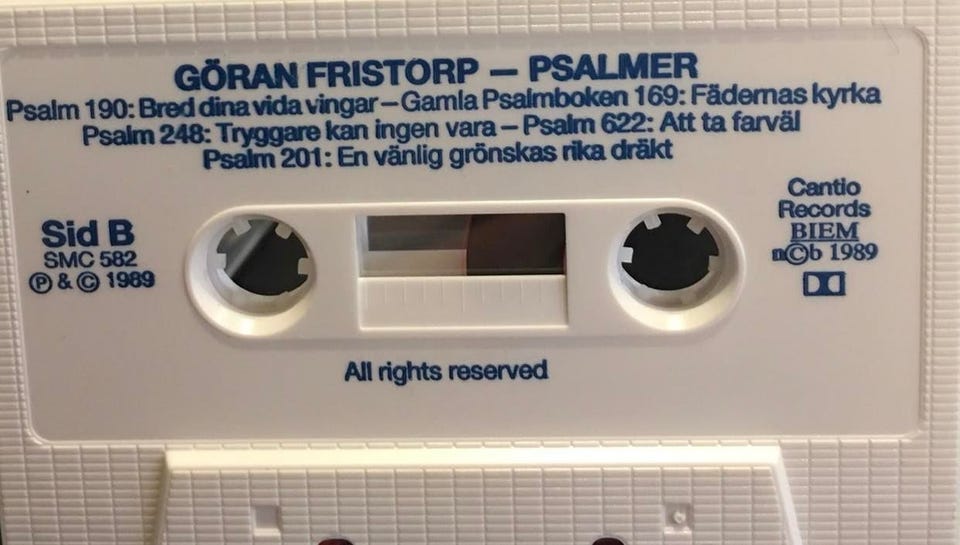 GÖRAN FRISTORP — PSALMER
Psalm 190: Bred dina vida vingar – Gamla Psalmboken 169: Fädernas kyrka
Psalm 248: Tryggare kan ingen vara – Psalm 622: Att ta farväl
Psalm 201: En vänlig grönskas rika dräkt
Sid B
SMC 582
Ⓟ & © 1989
Cantio
Records
BIEM
n©b 1989
All rights reserved